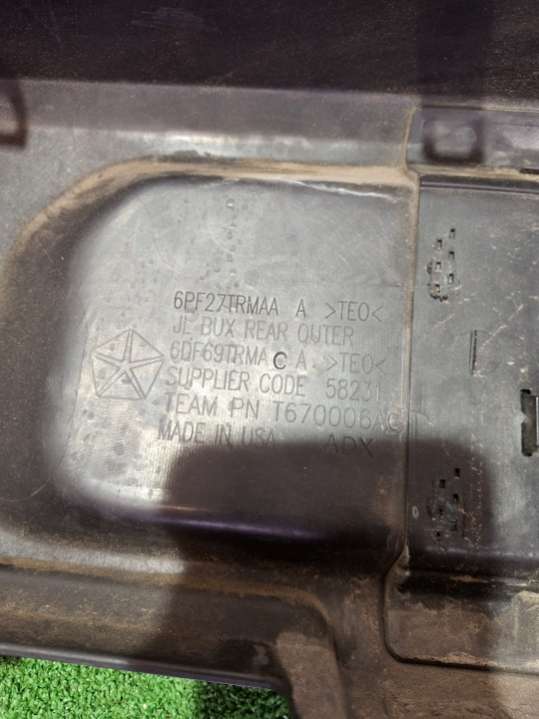 6PF27TRMAA A >TEO<
JL BUX REAR OUTER
6DF69TRMA C A >TEO<
SUPPLIER CODE 58231
TEAM PN T670006AC
MADE IN USA ADX